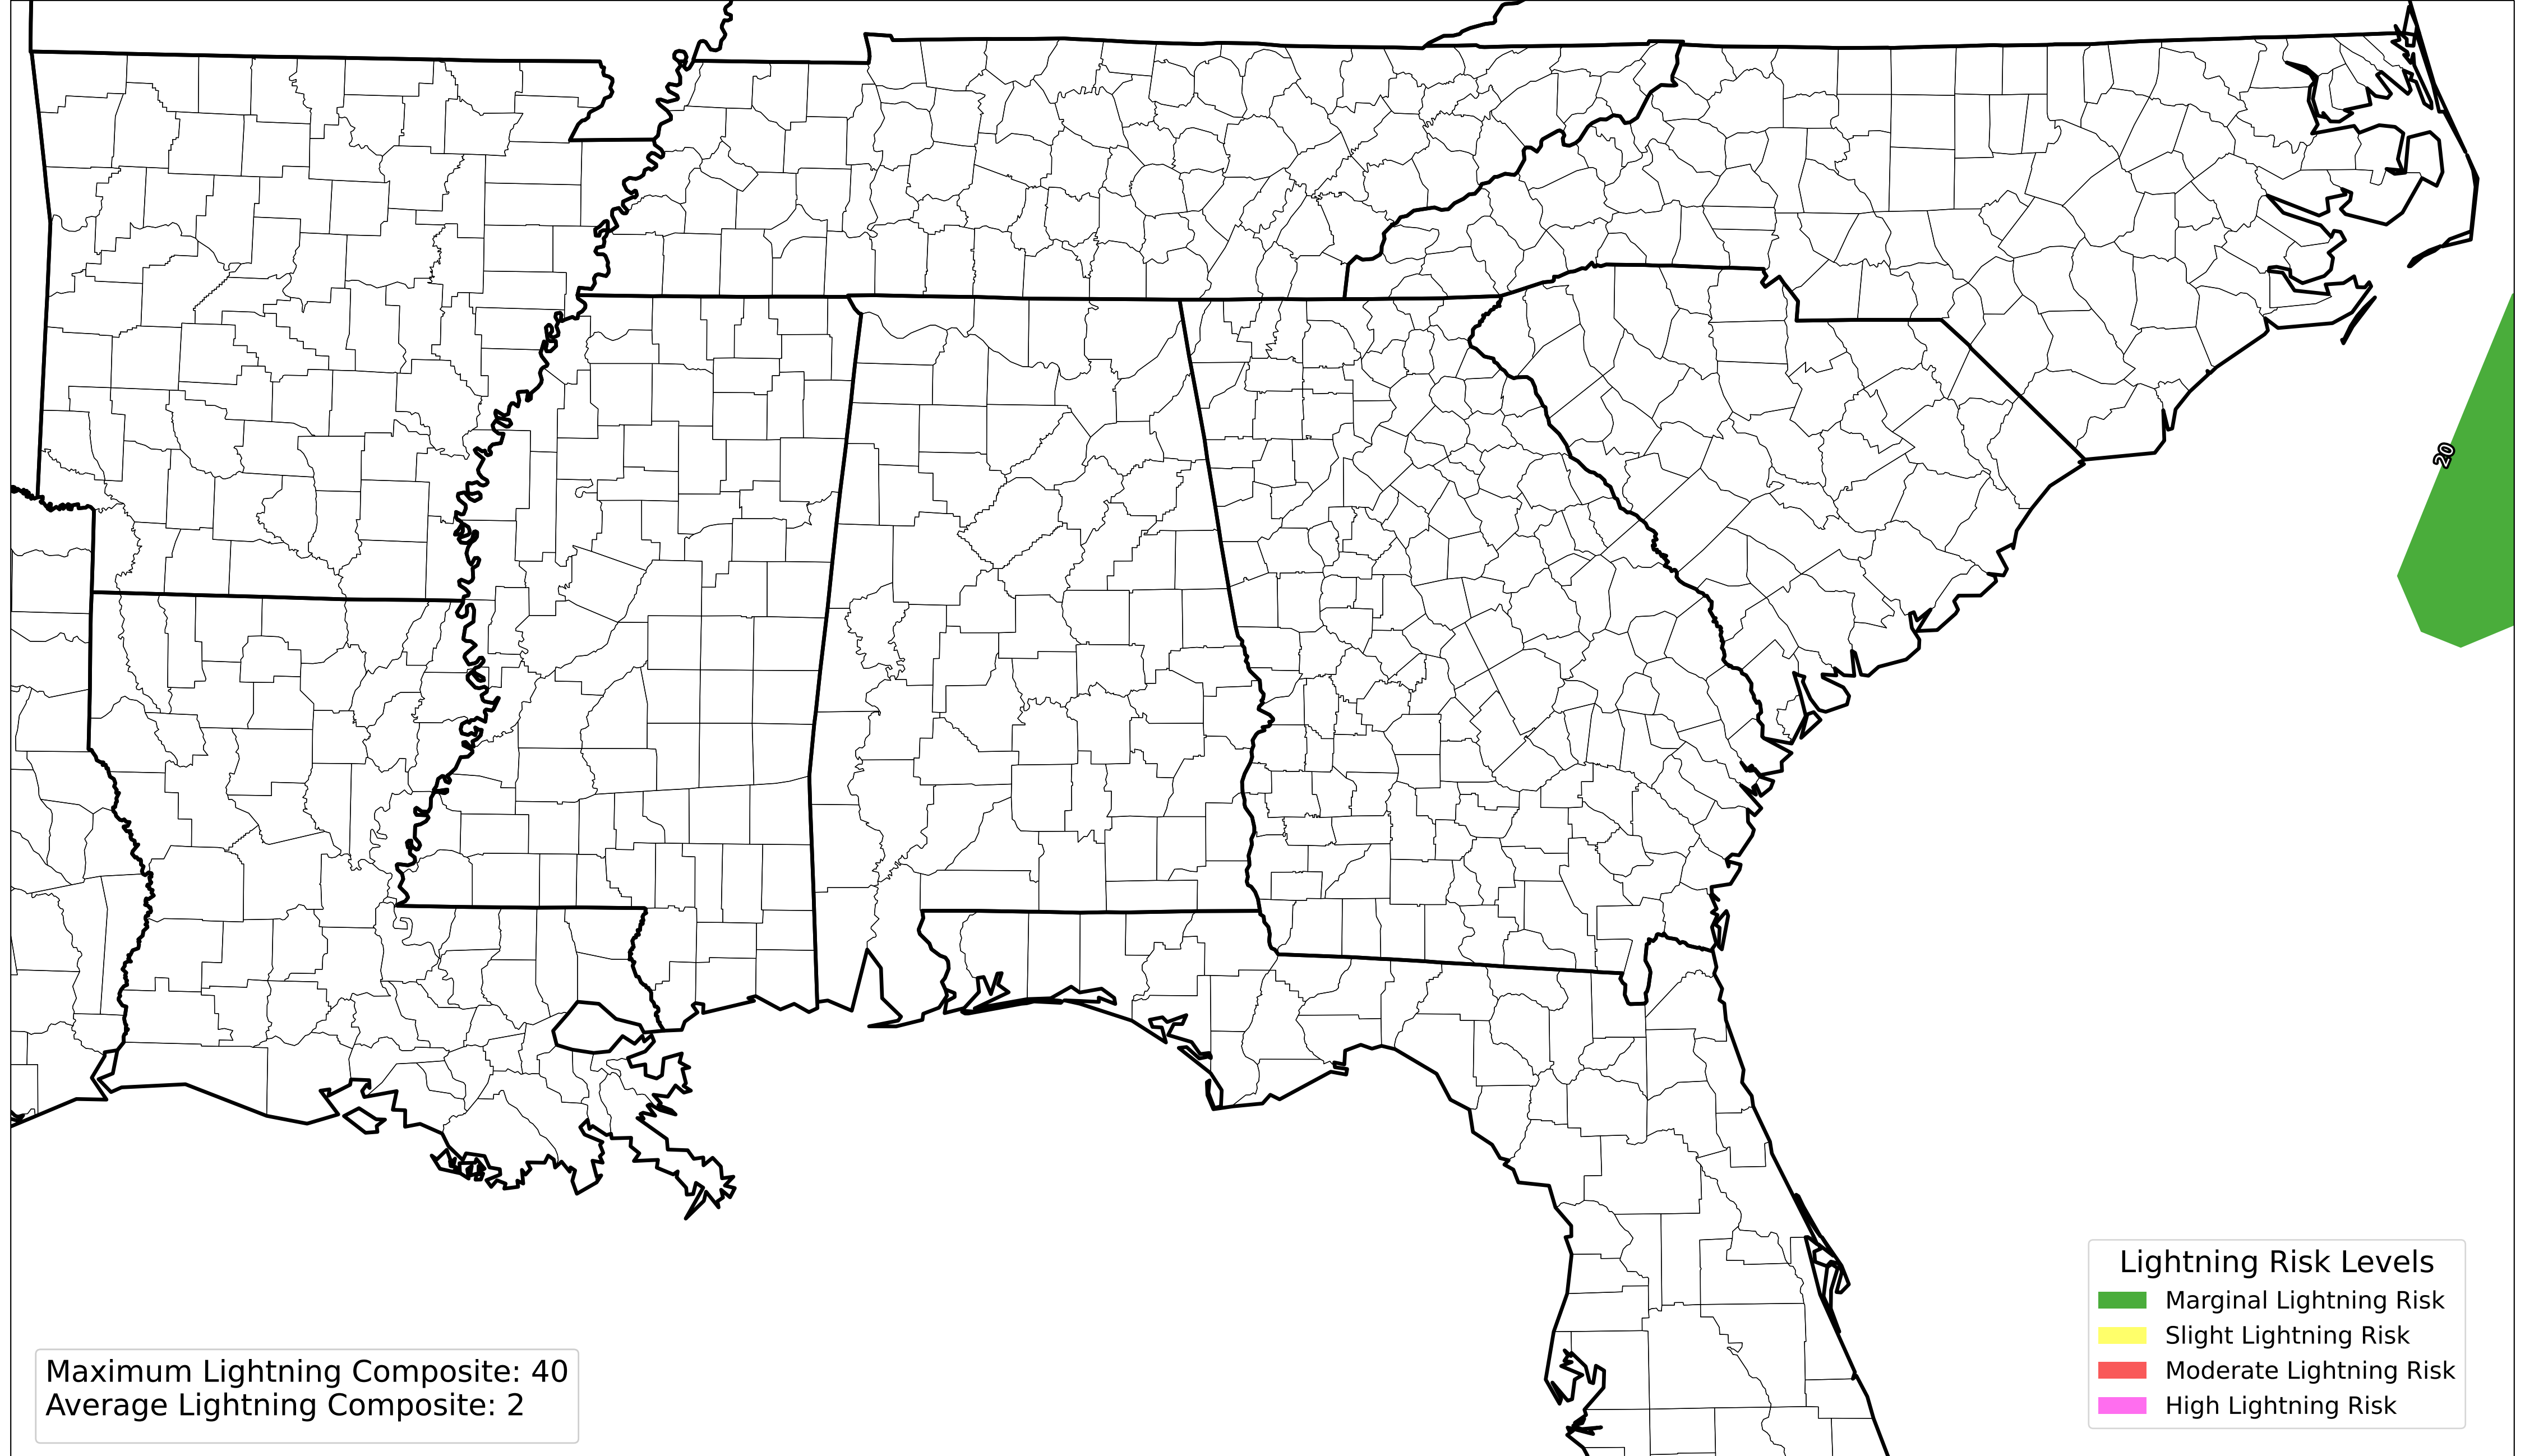 20
Lightning Risk Levels
Marginal Lightning Risk
Slight Lightning Risk
Moderate Lightning Risk
High Lightning Risk
Maximum Lightning Composite: 40
Average Lightning Composite: 2